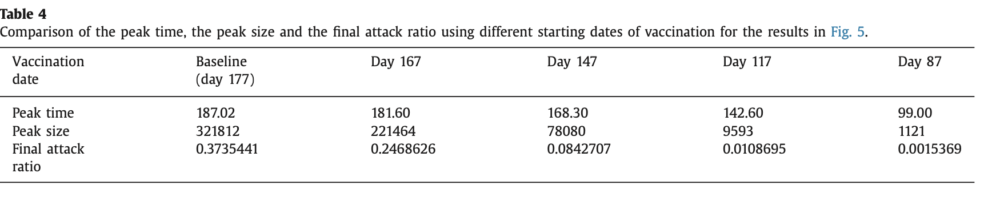 Table 4
Comparison of the peak time, the peak size and the final attack ratio using different starting dates of vaccination for the results in Fig. 5.
Vaccination date Baseline (day 177) Day 167 Day 147 Day 117 Day 87
Peak time 187.02 181.60 168.30 142.60 99.00
Peak size 321812 221464 78080 9593 1121
Final attack ratio 0.3735441 0.2468626 0.0842707 0.0108695 0.0015369